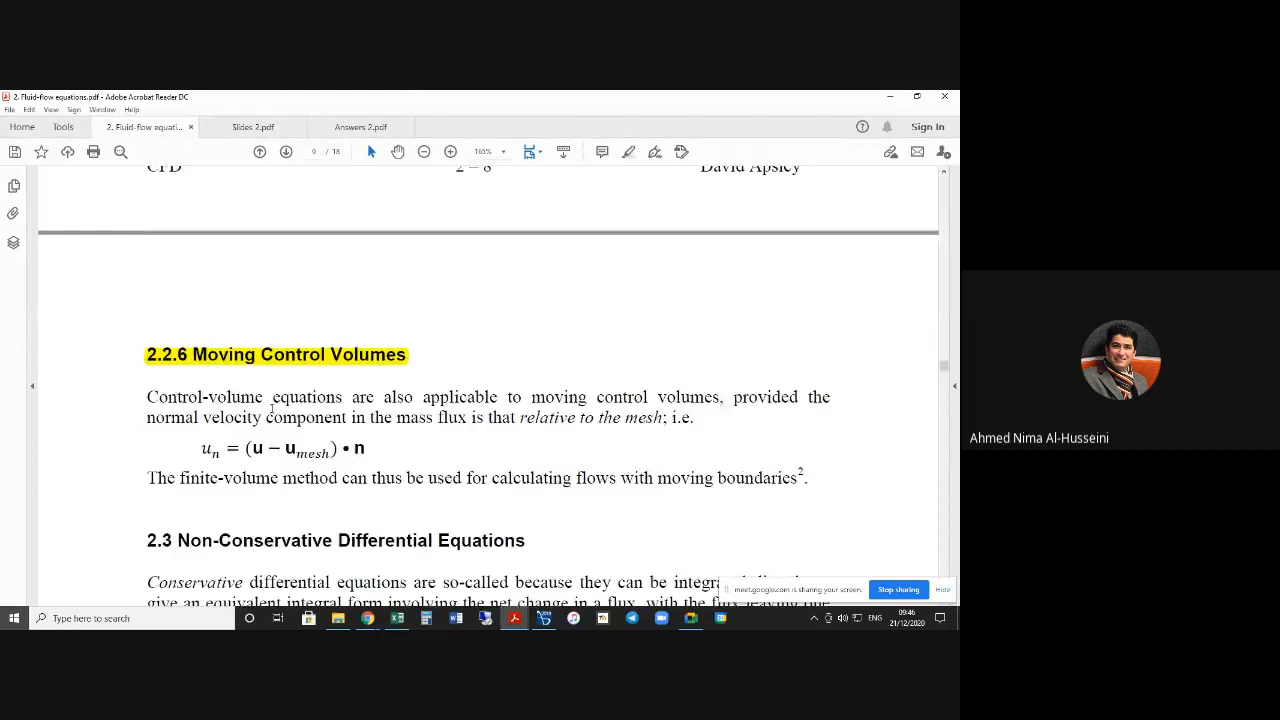 2. Fluid-flow equations.pdf - Adobe Acrobat Reader DC
File Edit View Sign Window Help
Home Tools 2. Fluid-flow equati... × Slides 2.pdf Answers 2.pdf Sign In
9 / 18 165%
CFD 2 – 8 David Apsley
2.2.6 Moving Control Volumes
Control-volume equations are also applicable to moving control volumes, provided the
normal velocity component in the mass flux is that relative to the mesh; i.e.
uₙ = (u − u_mesh) • n
The finite-volume method can thus be used for calculating flows with moving boundaries².
2.3 Non-Conservative Differential Equations
Conservative differential equations are so-called because they can be
give an equivalent integral form involving the net change in a flux, with the flux leaving one
meet.google.com is sharing your screen. Stop sharing Hide
Ahmed Nima Al-Husseini
Type here to search
ENG
09:46
21/12/2020